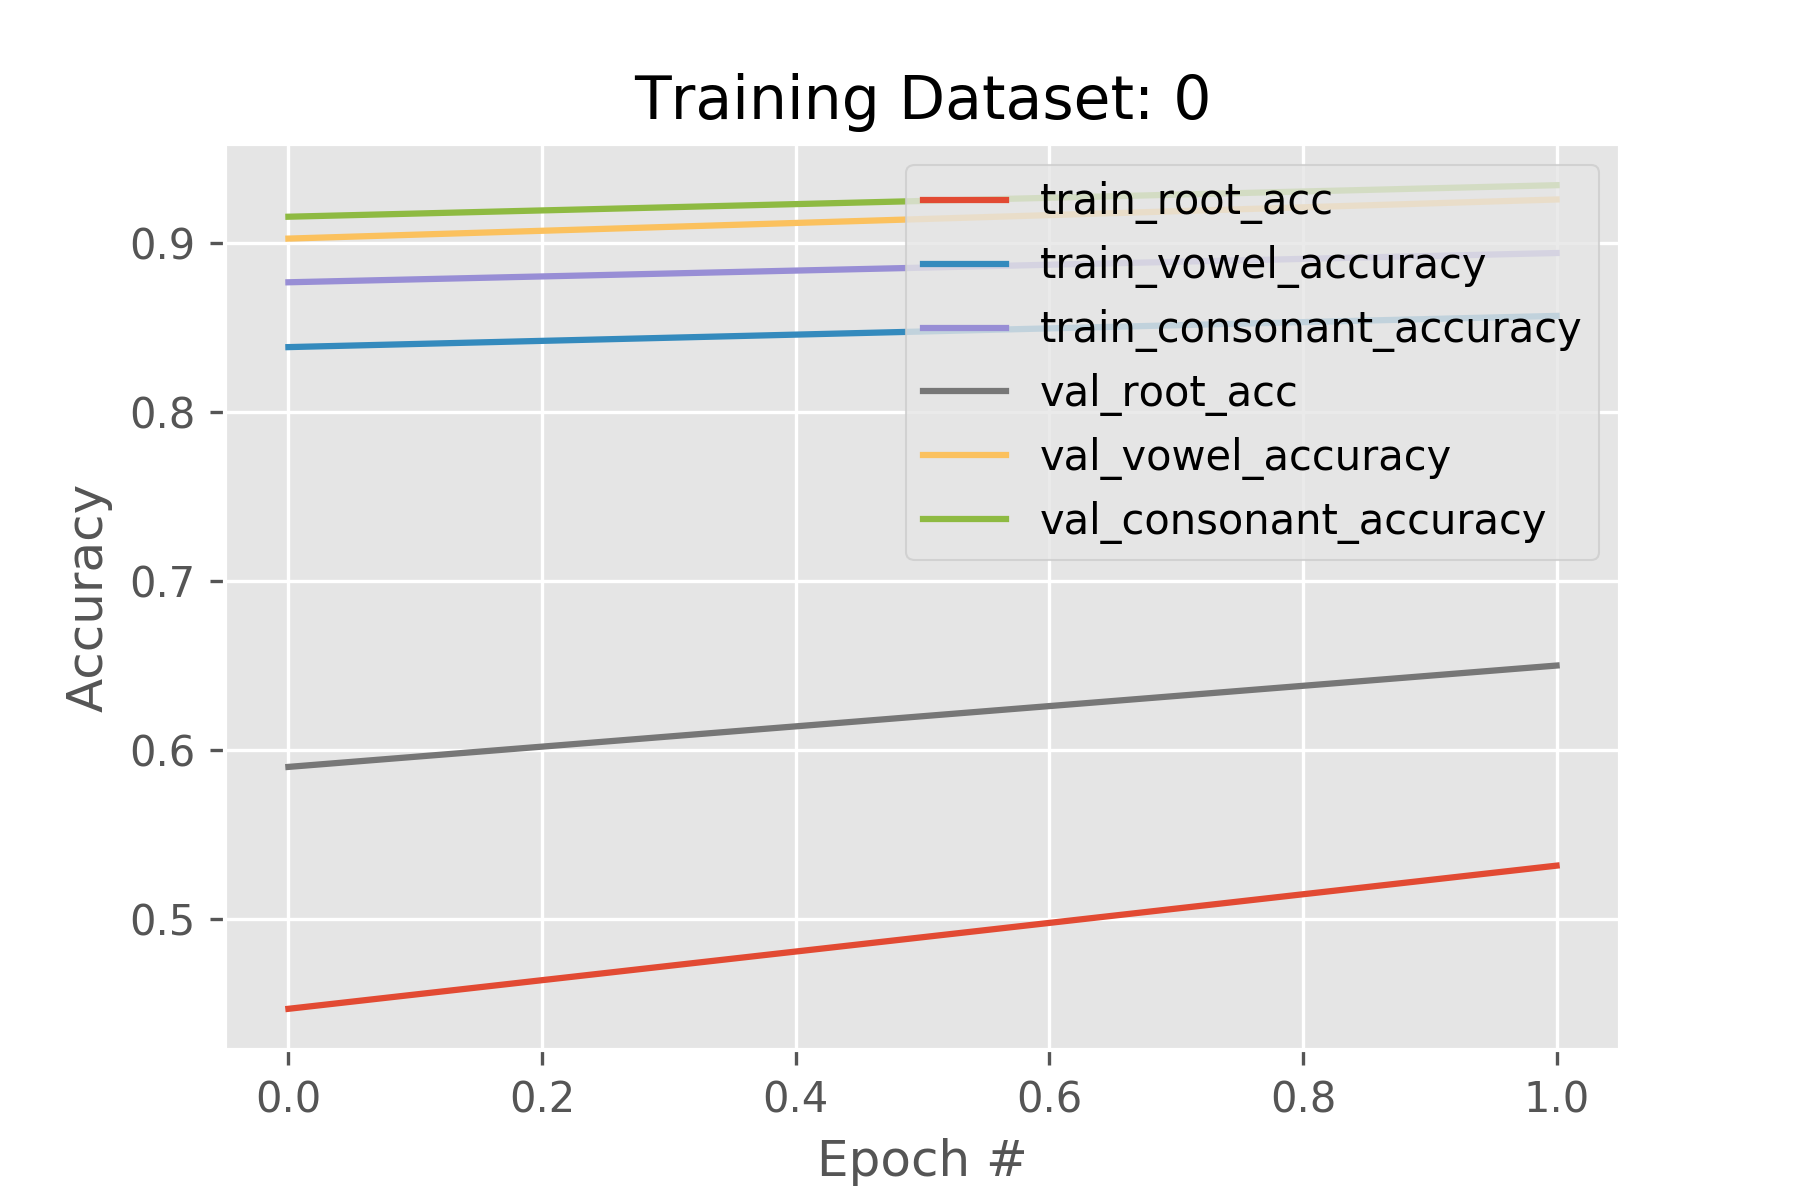 Training Dataset: 0
train_root_acc
train_vowel_accuracy
train_consonant_accuracy
val_root_acc
val_vowel_accuracy
val_consonant_accuracy
0.9
0.8
0.7
0.6
0.5
Accuracy
0.0 0.2 0.4 0.6 0.8 1.0
Epoch #